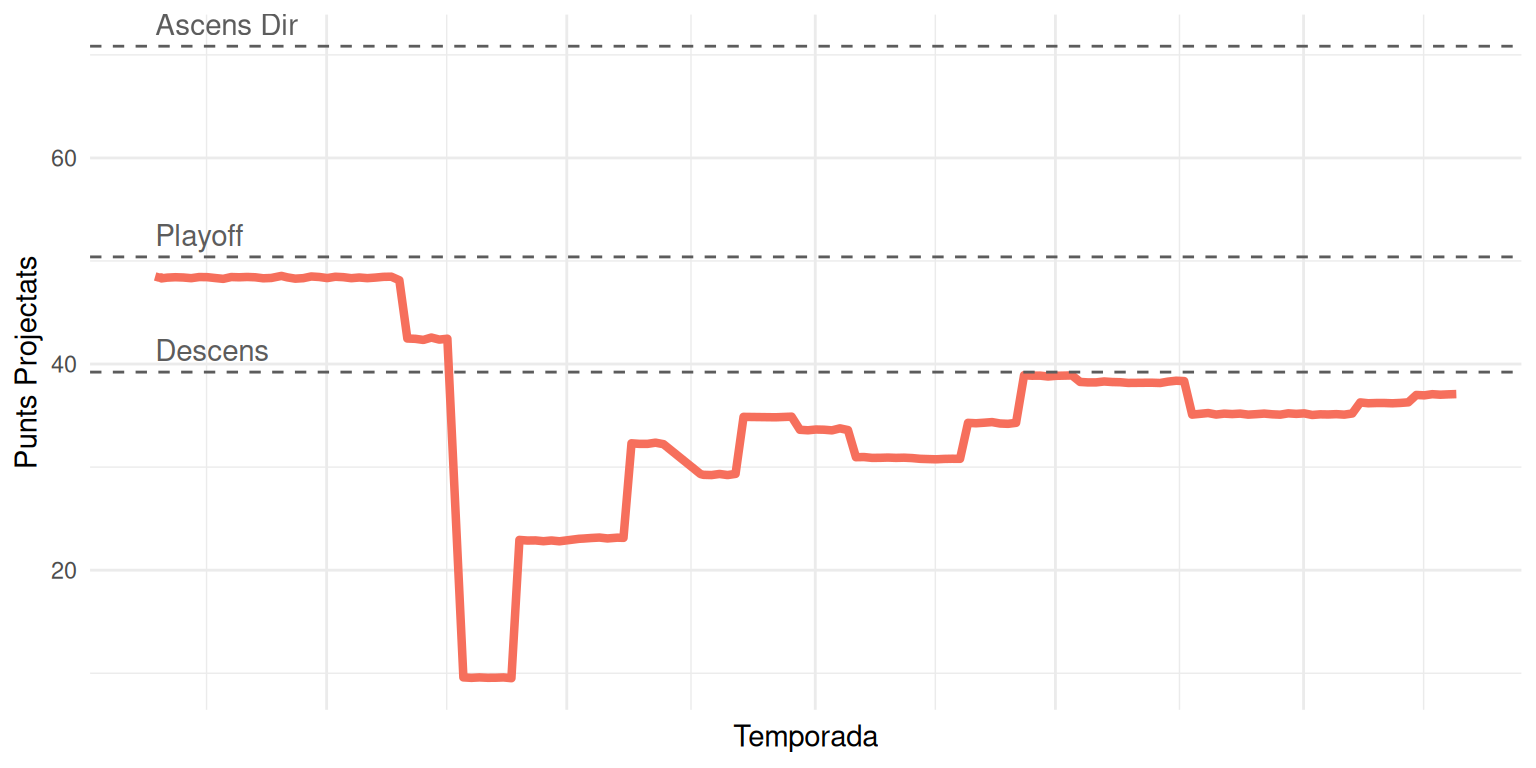 Ascens Dir
60
Playoff
Descens
40
20
Punts Projectats
Temporada